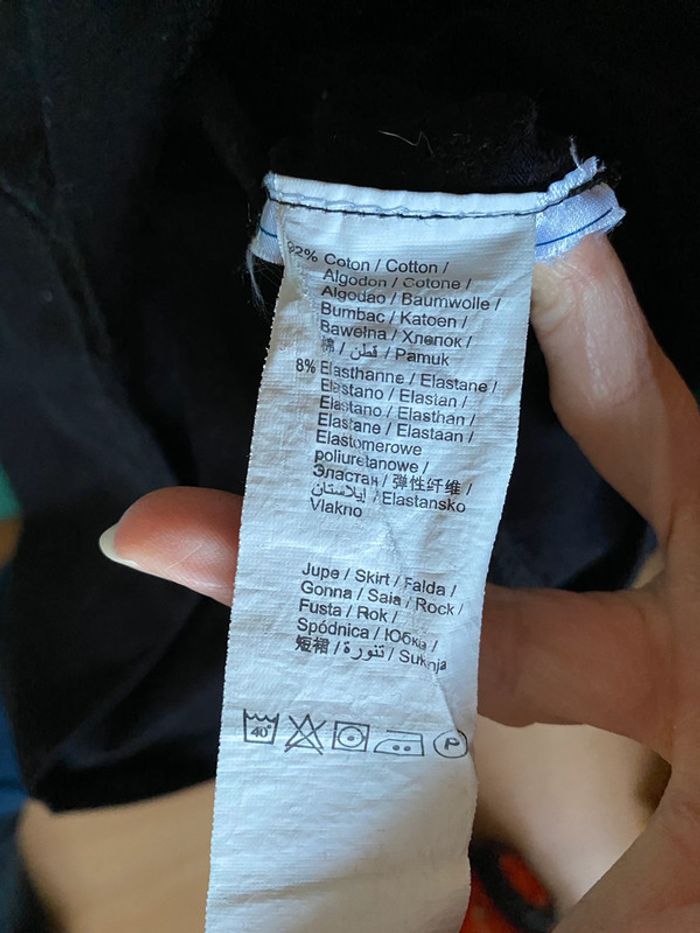 92% Coton / Cotton /
Algodon / Cotone /
Algodao / Baumwolle /
Bumbac / Katoen /
Bawełna / Хлопок /
棉 / قطن / Pamuk
8% Elasthanne / Elastane /
Elastano / Elastan /
Elastano / Elasthan /
Elastane / Elastaan /
Elastomerowe
poliuretanowe /
Эластан / 弹性纤维 /
إيلاستان / Elastansko
Vlakno
Jupe / Skirt / Falda /
Gonna / Saia / Rock /
Fusta / Rok /
Spódnica / Юбка /
短裙 / تنورة / Suknja
40° P